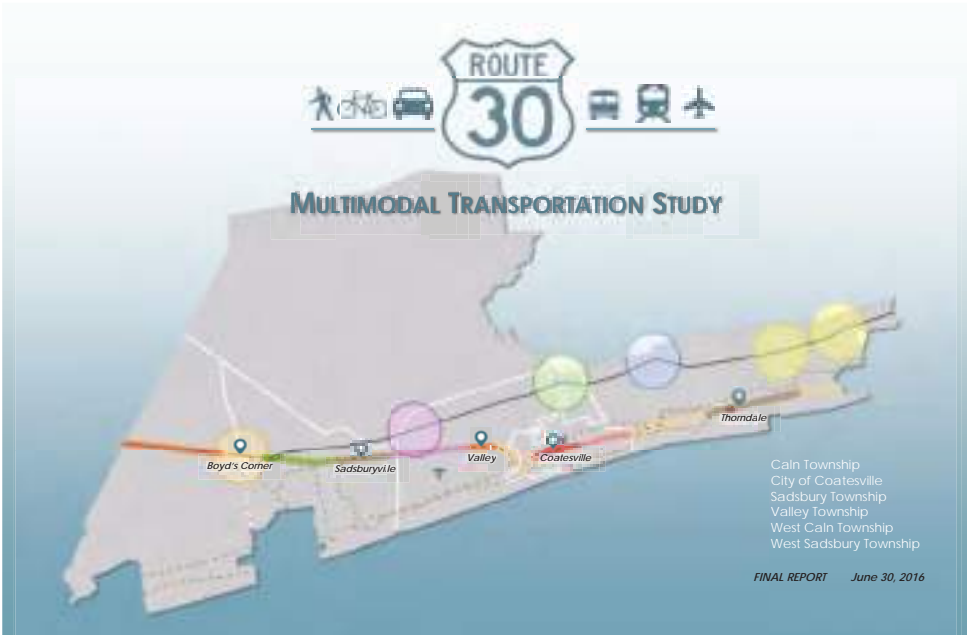 ROUTE
30
MULTIMODAL TRANSPORTATION STUDY
Thorndale
Boyd's Corner
Sadsburyville
Valley
Coatesville
Caln Township
City of Coatesville
Sadsbury Township
Valley Township
West Caln Township
West Sadsbury Township
FINAL REPORT June 30, 2016